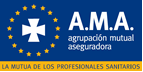 A.M.A.
agrupación mutual
aseguradora
LA MUTUA DE LOS PROFESIONALES SANITARIOS